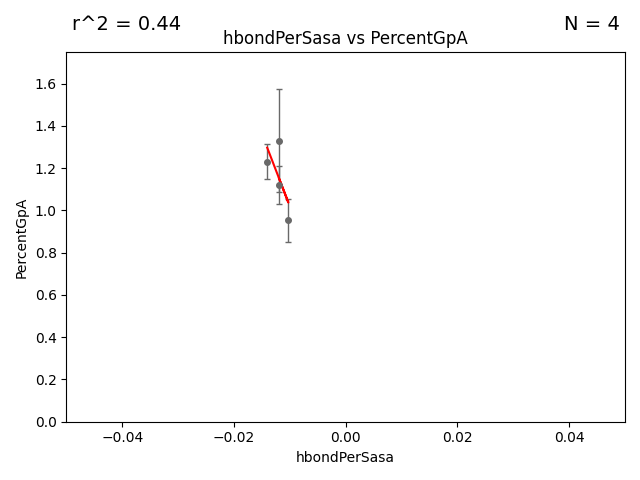 r^2 = 0.44
N = 4
hbondPerSasa vs PercentGpA
PercentGpA
1.6
1.4
1.2
1.0
0.8
0.6
0.4
0.2
0.0
−0.04
−0.02
0.00
0.02
0.04
hbondPerSasa